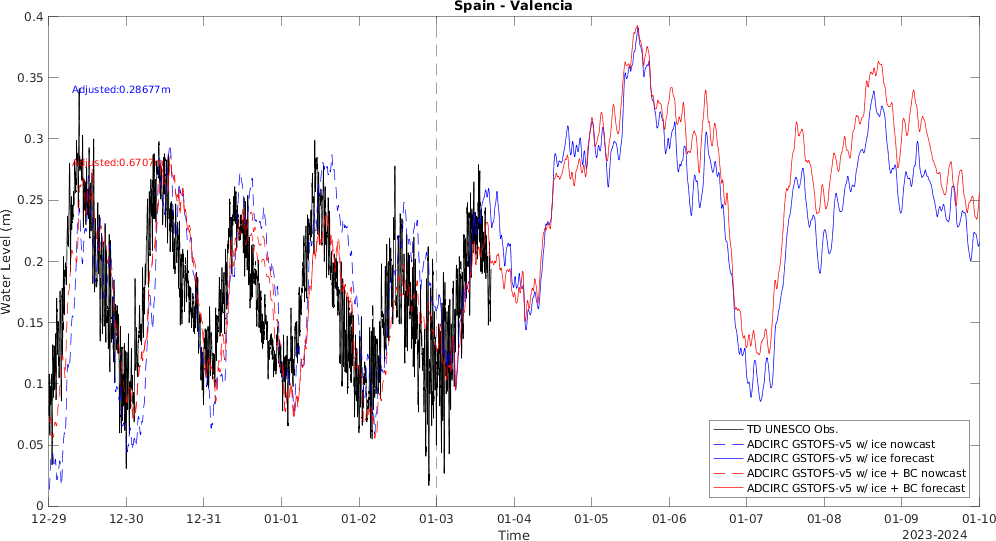 Spain - Valencia
0.4
0.35
0.3
0.25
0.2
0.15
0.1
0.05
0
Water Level (m)
Adjusted:0.28677m
Adjusted:0.6707
TD UNESCO Obs.
ADCIRC GSTOFS-v5 w/ ice nowcast
ADCIRC GSTOFS-v5 w/ ice forecast
ADCIRC GSTOFS-v5 w/ ice + BC nowcast
ADCIRC GSTOFS-v5 w/ ice + BC forecast
12-29 12-30 12-31 01-01 01-02 01-03 01-04 01-05 01-06 01-07 01-08 01-09 01-10
Time
2023-2024